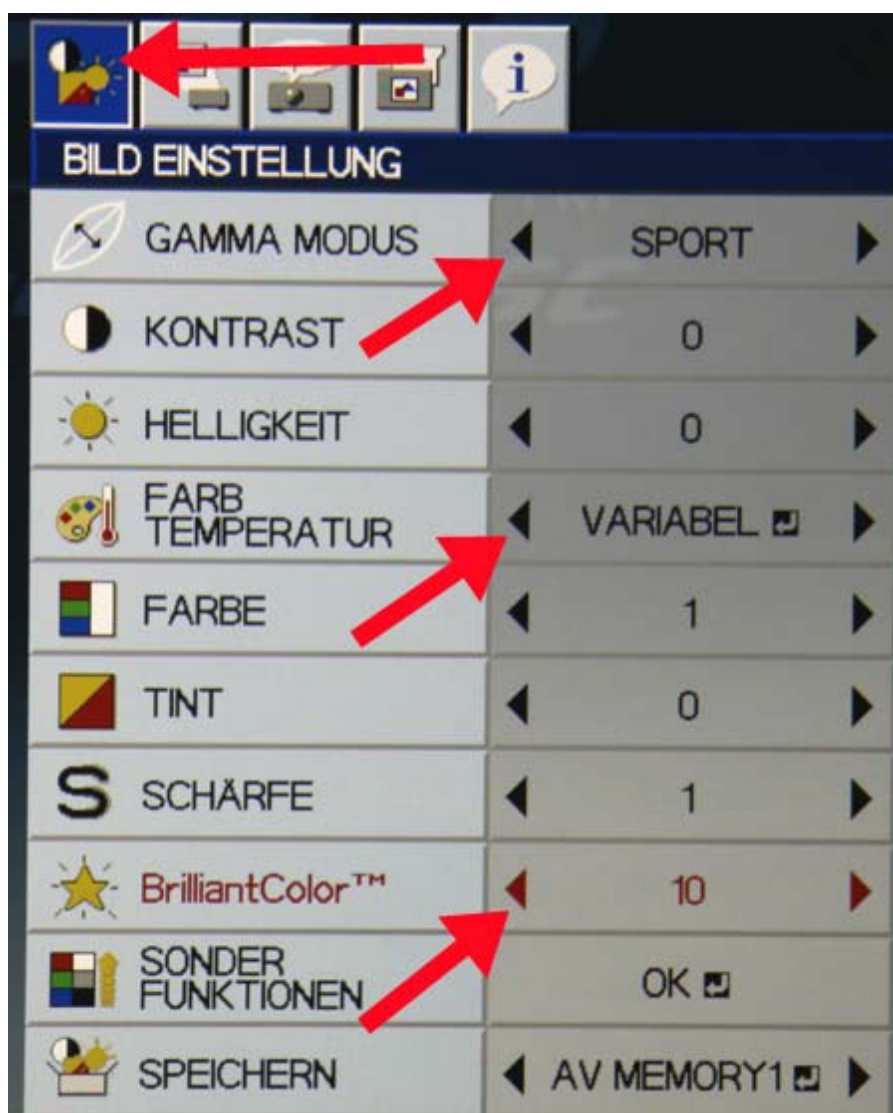 i
BILD EINSTELLUNG
GAMMA MODUS SPORT
KONTRAST 0
HELLIGKEIT 0
FARB
TEMPERATUR VARIABEL
FARBE 1
TINT 0
S SCHÄRFE 1
BrilliantColor™ 10
SONDER
FUNKTIONEN OK
SPEICHERN AV MEMORY1